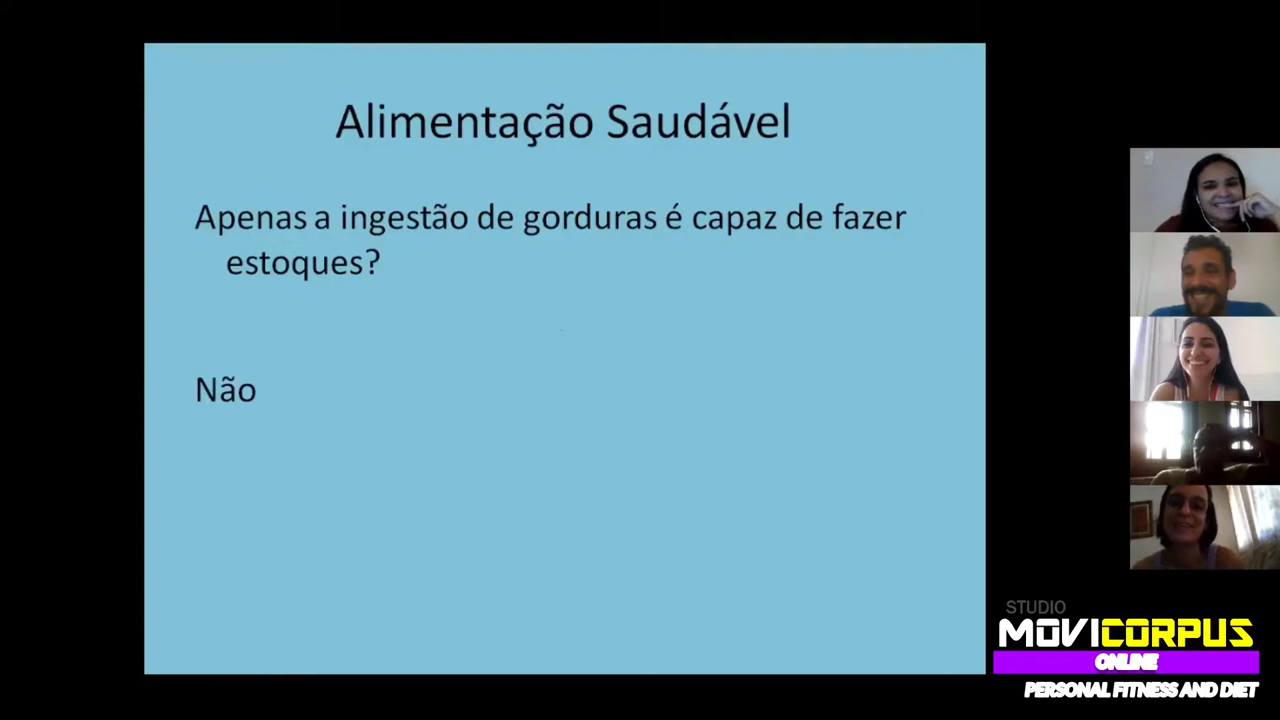 Alimentação Saudável
Apenas a ingestão de gorduras é capaz de fazer
estoques?
Não
STUDIO
MOVICORPUS
ONLINE
PERSONAL FITNESS AND DIET